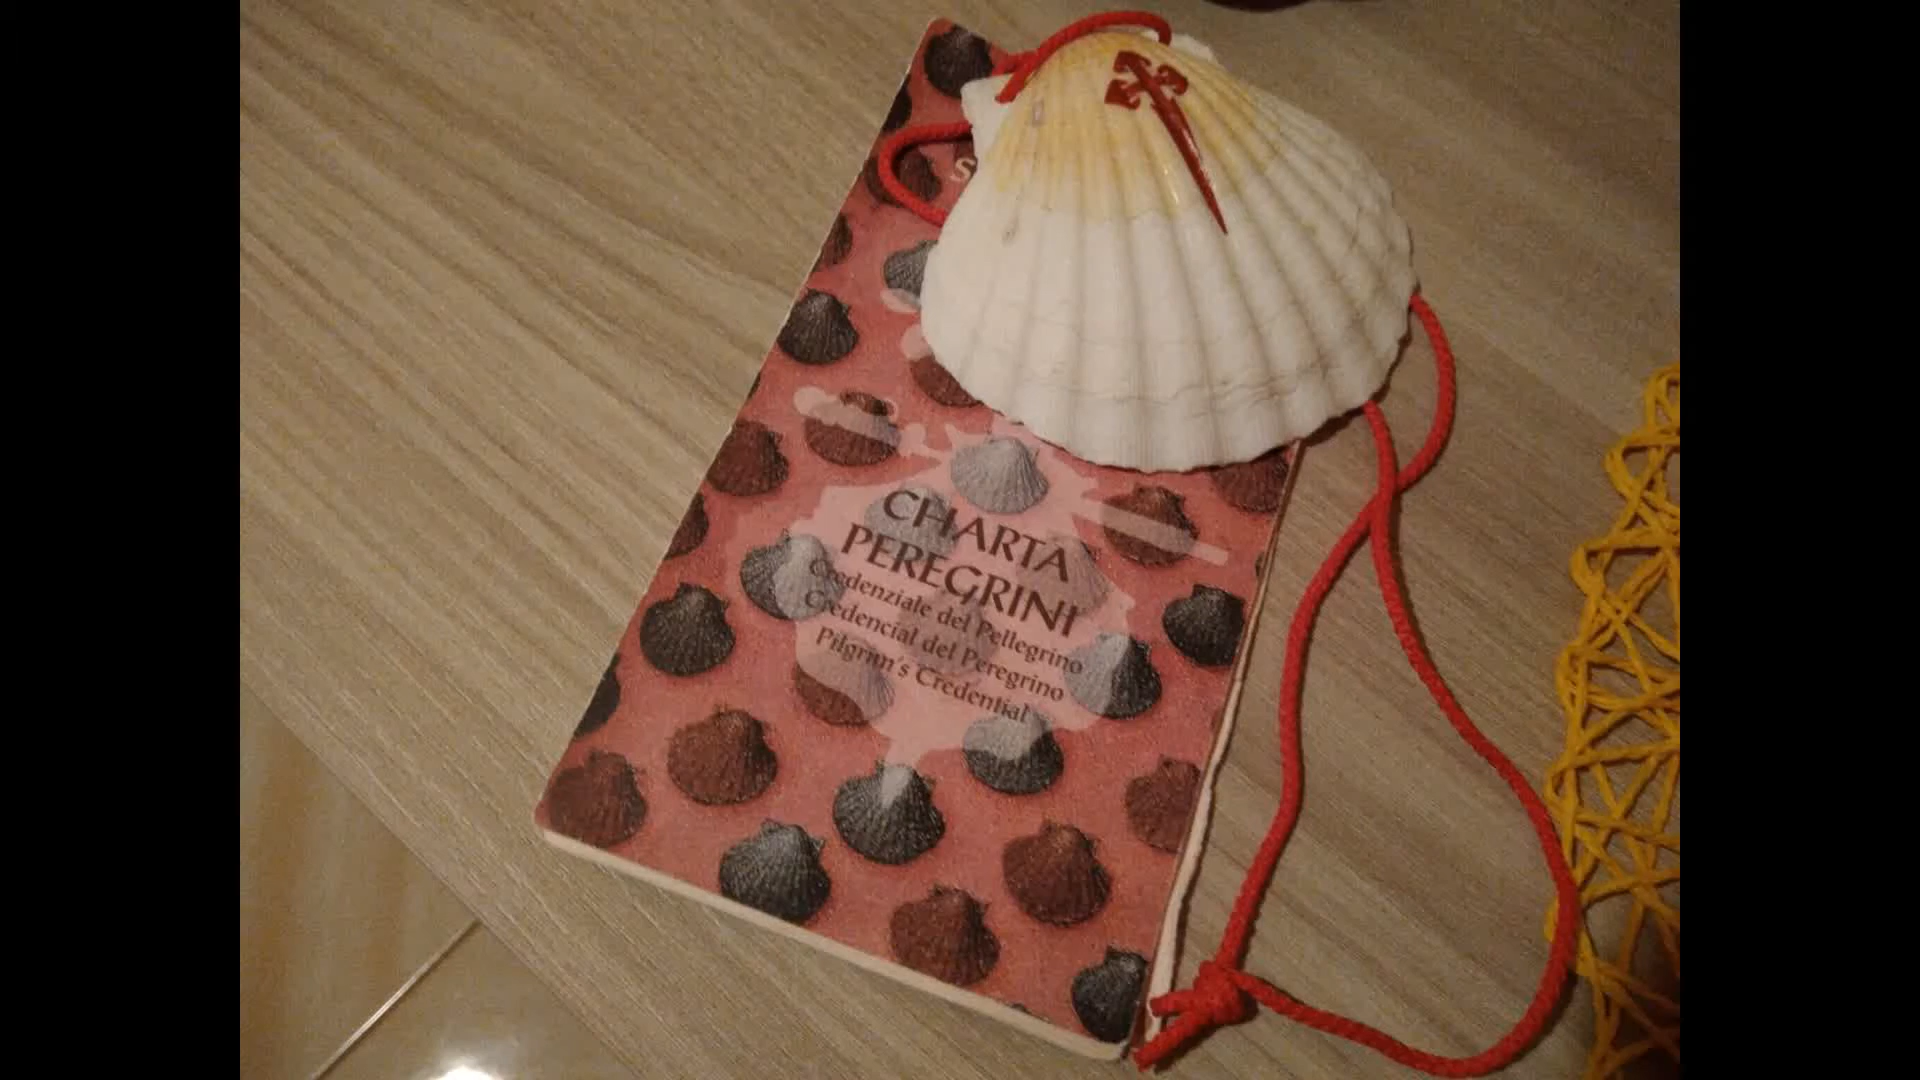 CHARTA
PEREGRINI
Credenziale del Pellegrino
Credencial del Peregrino
Pilgrim's Credential